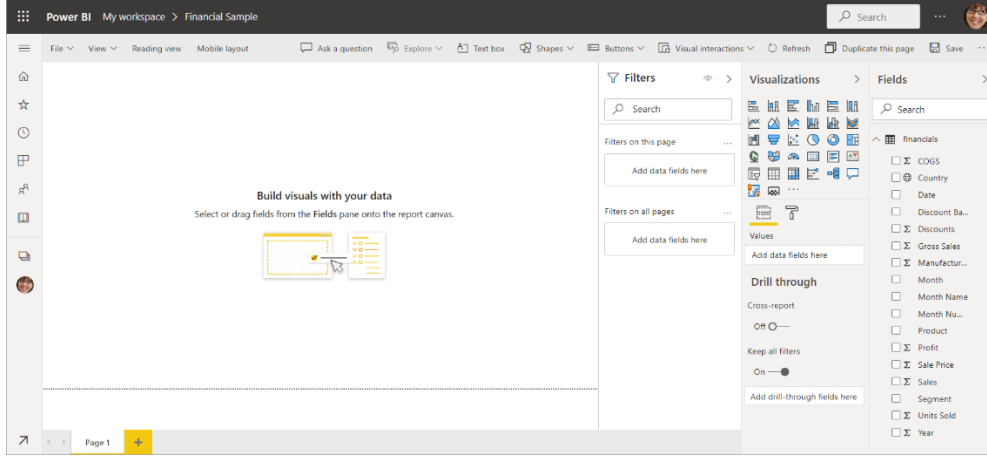 Power BI My workspace > Financial Sample
Search
...
File View Reading view Mobile layout Ask a question Explore Text box Shapes Buttons Visual interactions Refresh Duplicate this page Save ...
Filters
Search
Filters on this page ...
Add data fields here
Filters on all pages ...
Add data fields here
Build visuals with your data
Select or drag fields from the Fields pane onto the report canvas.
Visualizations
...
Values
Add data fields here
Drill through
Cross-report
Off
Keep all filters
On
Add drill-through fields here
Fields
Search
financials
Σ COGS
Country
Date
Discount Ba...
Σ Discounts
Σ Gross Sales
Σ Manufactur...
Month
Month Name
Month Nu...
Product
Σ Profit
Σ Sale Price
Σ Sales
Segment
Σ Units Sold
Σ Year
Page 1 +